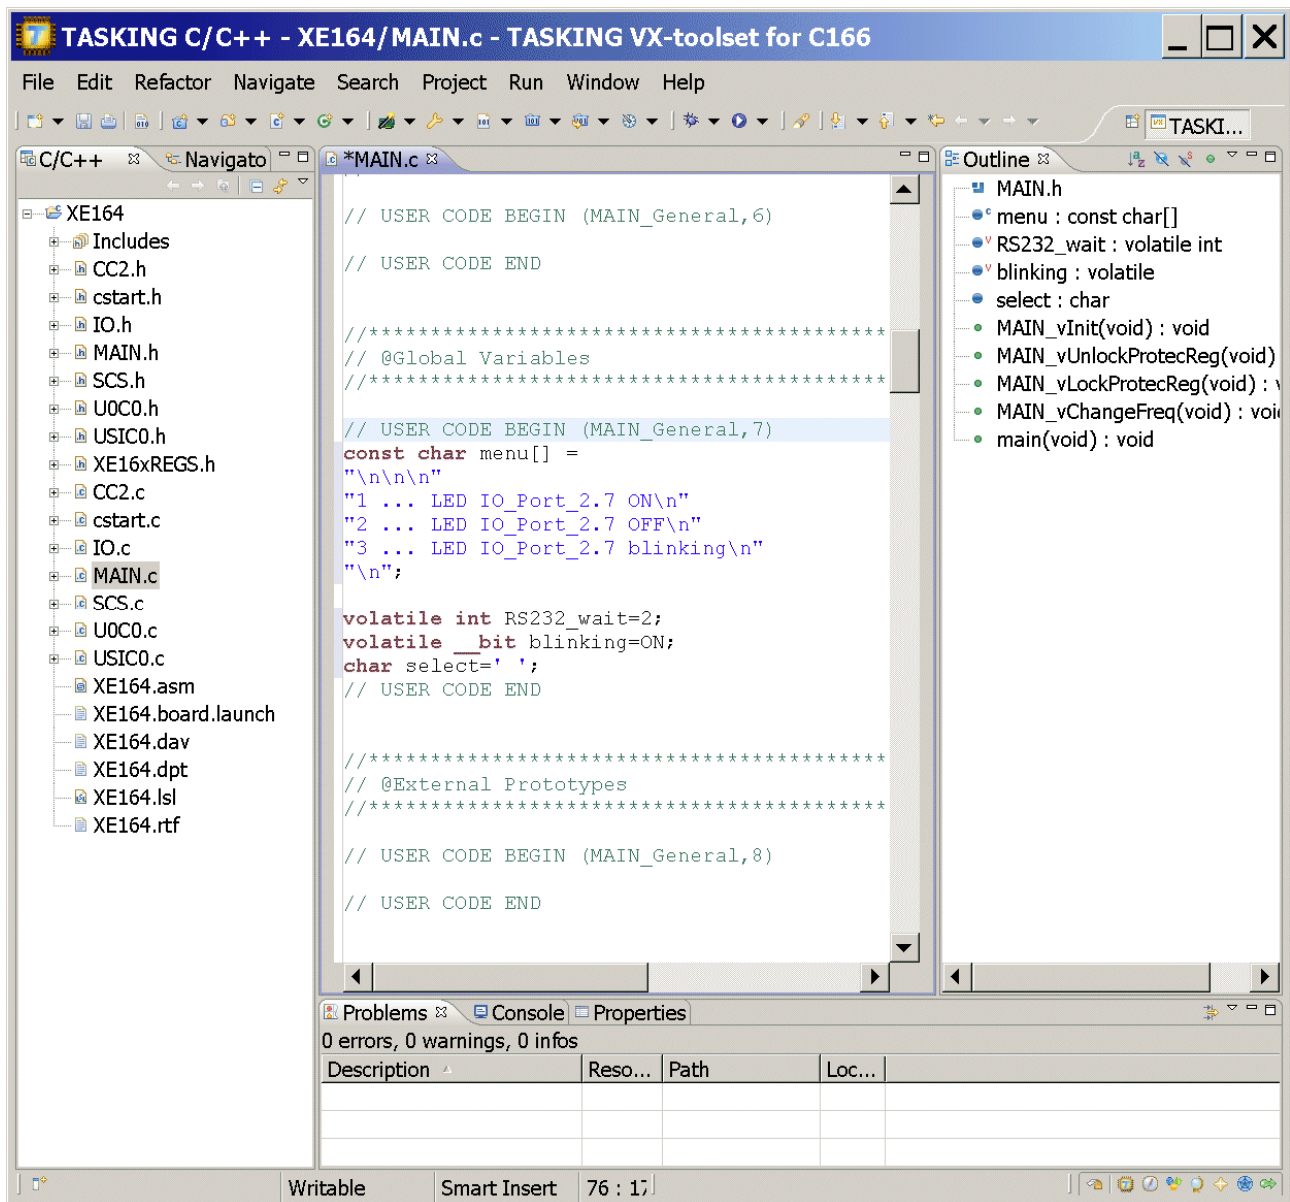 TASKING C/C++ - XE164/MAIN.c - TASKING VX-toolset for C166
File Edit Refactor Navigate Search Project Run Window Help
TASKI...
C/C++ Navigato
XE164
Includes
CC2.h
cstart.h
IO.h
MAIN.h
SCS.h
U0C0.h
USIC0.h
XE16xREGS.h
CC2.c
cstart.c
IO.c
MAIN.c
SCS.c
U0C0.c
USIC0.c
XE164.asm
XE164.board.launch
XE164.dav
XE164.dpt
XE164.lsl
XE164.rtf
*MAIN.c
// USER CODE BEGIN (MAIN_General,6)
// USER CODE END
//******************************************
// @Global Variables
//******************************************
// USER CODE BEGIN (MAIN_General,7)
const char menu[] =
"\n\n\n"
"1 ... LED IO_Port_2.7 ON\n"
"2 ... LED IO_Port_2.7 OFF\n"
"3 ... LED IO_Port_2.7 blinking\n"
"\n";
volatile int RS232_wait=2;
volatile __bit blinking=ON;
char select=' ';
// USER CODE END
//******************************************
// @External Prototypes
//******************************************
// USER CODE BEGIN (MAIN_General,8)
// USER CODE END
Outline
MAIN.h
menu : const char[]
RS232_wait : volatile int
blinking : volatile
select : char
MAIN_vInit(void) : void
MAIN_vUnlockProtecReg(void)
MAIN_vLockProtecReg(void) : v
MAIN_vChangeFreq(void) : voi
main(void) : void
Problems Console Properties
0 errors, 0 warnings, 0 infos
Description Reso... Path Loc...
Writable Smart Insert 76 : 17